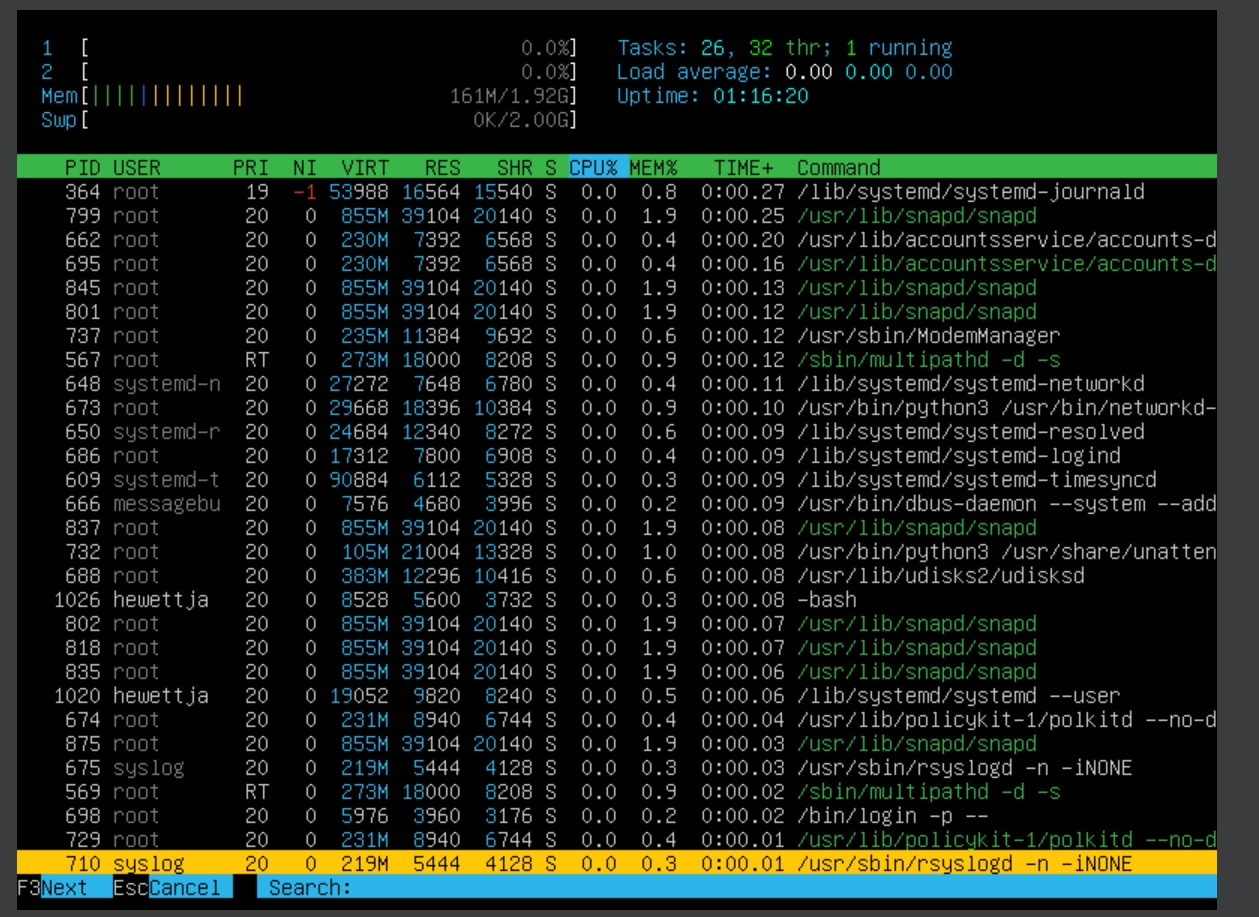 1 [ 0.0%] Tasks: 26, 32 thr; 1 running
2 [ 0.0%] Load average: 0.00 0.00 0.00
Mem[||||||||||||||| 161M/1.92G] Uptime: 01:16:20
Swp[ 0K/2.00G]
PID USER PRI NI VIRT RES SHR S CPU% MEM% TIME+ Command
364 root 19 -1 53988 16564 15540 S 0.0 0.8 0:00.27 /lib/systemd/systemd-journald
799 root 20 0 855M 39104 20140 S 0.0 1.9 0:00.25 /usr/lib/snapd/snapd
662 root 20 0 230M 7392 6568 S 0.0 0.4 0:00.20 /usr/lib/accountsservice/accounts-d
695 root 20 0 230M 7392 6568 S 0.0 0.4 0:00.16 /usr/lib/accountsservice/accounts-d
845 root 20 0 855M 39104 20140 S 0.0 1.9 0:00.13 /usr/lib/snapd/snapd
801 root 20 0 855M 39104 20140 S 0.0 1.9 0:00.12 /usr/lib/snapd/snapd
737 root 20 0 235M 11384 9692 S 0.0 0.6 0:00.12 /usr/sbin/ModemManager
567 root RT 0 273M 18000 8208 S 0.0 0.9 0:00.12 /sbin/multipathd -d -s
648 systemd-n 20 0 27272 7648 6780 S 0.0 0.4 0:00.11 /lib/systemd/systemd-networkd
673 root 20 0 29668 18396 10384 S 0.0 0.9 0:00.10 /usr/bin/python3 /usr/bin/networkd-
650 systemd-r 20 0 24684 12340 8272 S 0.0 0.6 0:00.09 /lib/systemd/systemd-resolved
686 root 20 0 17312 7800 6908 S 0.0 0.4 0:00.09 /lib/systemd/systemd-logind
609 systemd-t 20 0 90884 6112 5328 S 0.0 0.3 0:00.09 /lib/systemd/systemd-timesyncd
666 messagebu 20 0 7576 4680 3996 S 0.0 0.2 0:00.09 /usr/bin/dbus-daemon --system --add
837 root 20 0 855M 39104 20140 S 0.0 1.9 0:00.08 /usr/lib/snapd/snapd
732 root 20 0 105M 21004 13328 S 0.0 1.0 0:00.08 /usr/bin/python3 /usr/share/unatten
688 root 20 0 383M 12296 10416 S 0.0 0.6 0:00.08 /usr/lib/udisks2/udisksd
1026 hewettja 20 0 8528 5600 3732 S 0.0 0.3 0:00.08 -bash
802 root 20 0 855M 39104 20140 S 0.0 1.9 0:00.07 /usr/lib/snapd/snapd
818 root 20 0 855M 39104 20140 S 0.0 1.9 0:00.07 /usr/lib/snapd/snapd
835 root 20 0 855M 39104 20140 S 0.0 1.9 0:00.06 /usr/lib/snapd/snapd
1020 hewettja 20 0 19052 9820 8240 S 0.0 0.5 0:00.06 /lib/systemd/systemd --user
674 root 20 0 231M 8940 6744 S 0.0 0.4 0:00.04 /usr/lib/policykit-1/polkitd --no-d
875 root 20 0 855M 39104 20140 S 0.0 1.9 0:00.03 /usr/lib/snapd/snapd
675 syslog 20 0 219M 5444 4128 S 0.0 0.3 0:00.03 /usr/sbin/rsyslogd -n -iNONE
569 root RT 0 273M 18000 8208 S 0.0 0.9 0:00.02 /sbin/multipathd -d -s
698 root 20 0 5976 3960 3176 S 0.0 0.2 0:00.02 /bin/login -p --
729 root 20 0 231M 8940 6744 S 0.0 0.4 0:00.01 /usr/lib/policykit-1/polkitd --no-d
710 syslog 20 0 219M 5444 4128 S 0.0 0.3 0:00.01 /usr/sbin/rsyslogd -n -iNONE
F3Next EscCancel Search: